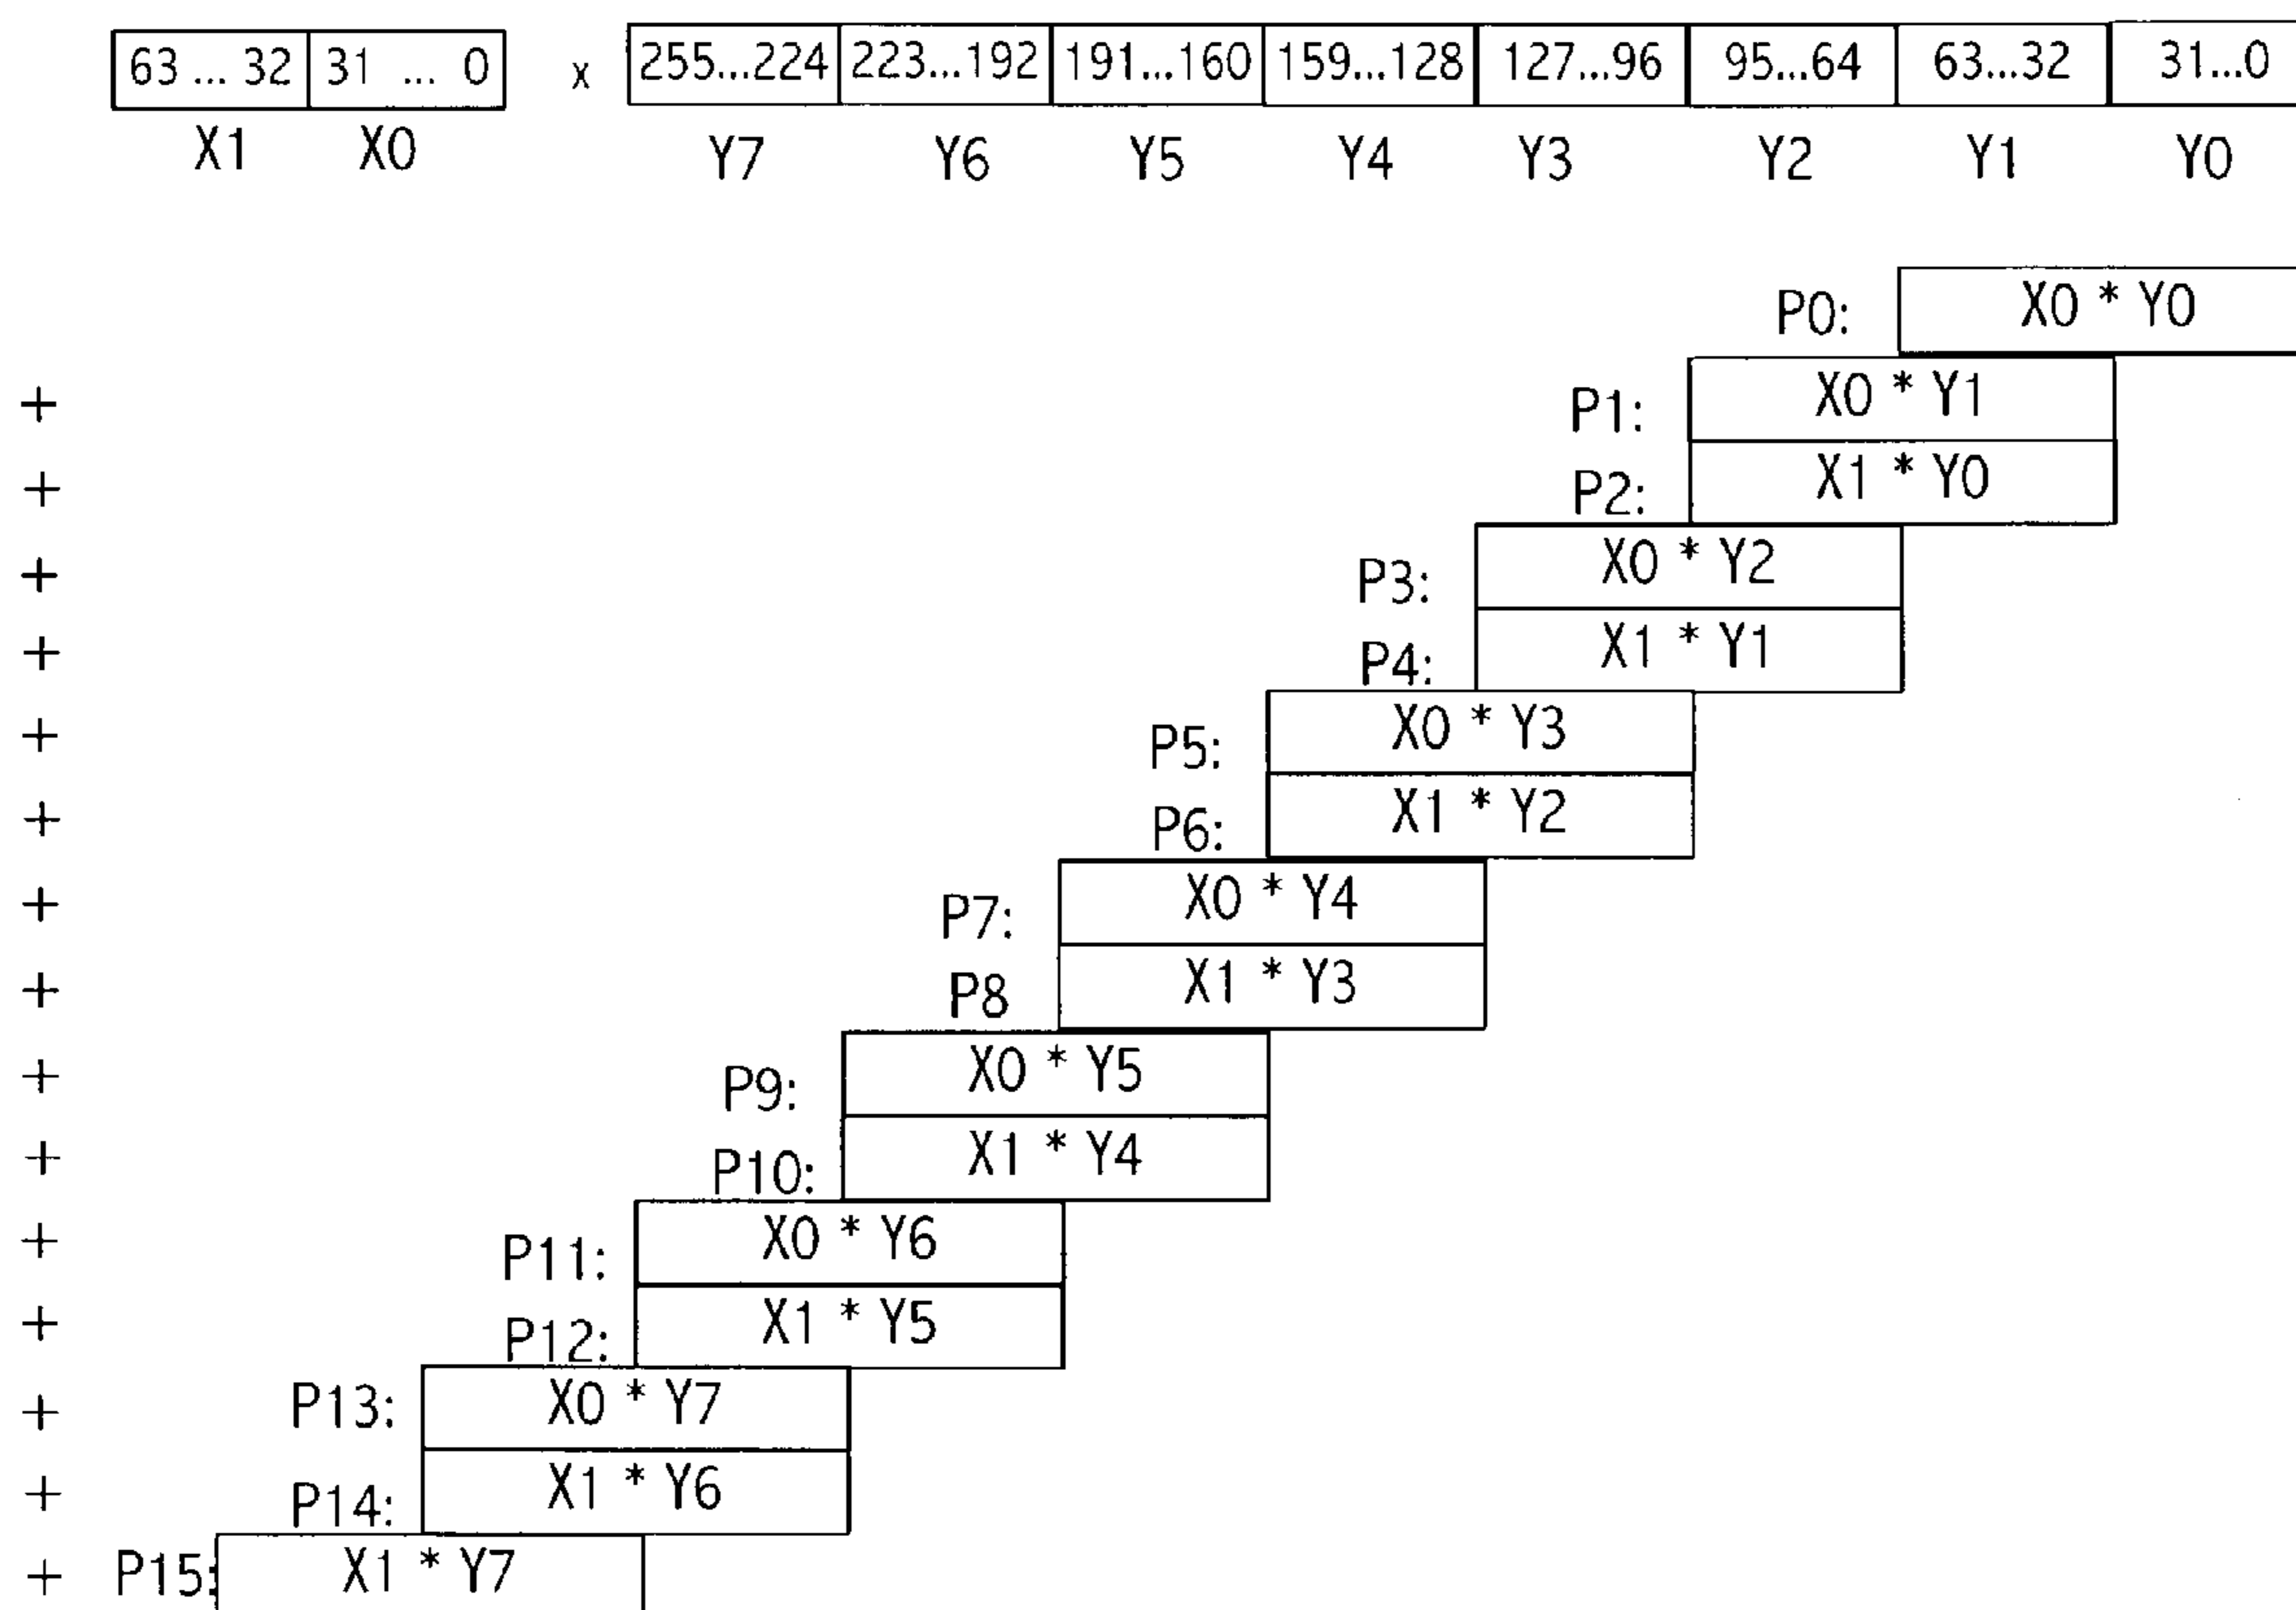 63 ... 32 31 ... 0 x 255...224 223...192 191...160 159...128 127...96 95...64 63...32 31...0
X1 X0 Y7 Y6 Y5 Y4 Y3 Y2 Y1 Y0
P0: X0 * Y0
+ P1: X0 * Y1
+ P2: X1 * Y0
+ P3: X0 * Y2
+ P4: X1 * Y1
+ P5: X0 * Y3
+ P6: X1 * Y2
+ P7: X0 * Y4
+ P8 X1 * Y3
+ P9: X0 * Y5
+ P10: X1 * Y4
+ P11: X0 * Y6
+ P12: X1 * Y5
+ P13: X0 * Y7
+ P14: X1 * Y6
+ P15: X1 * Y7